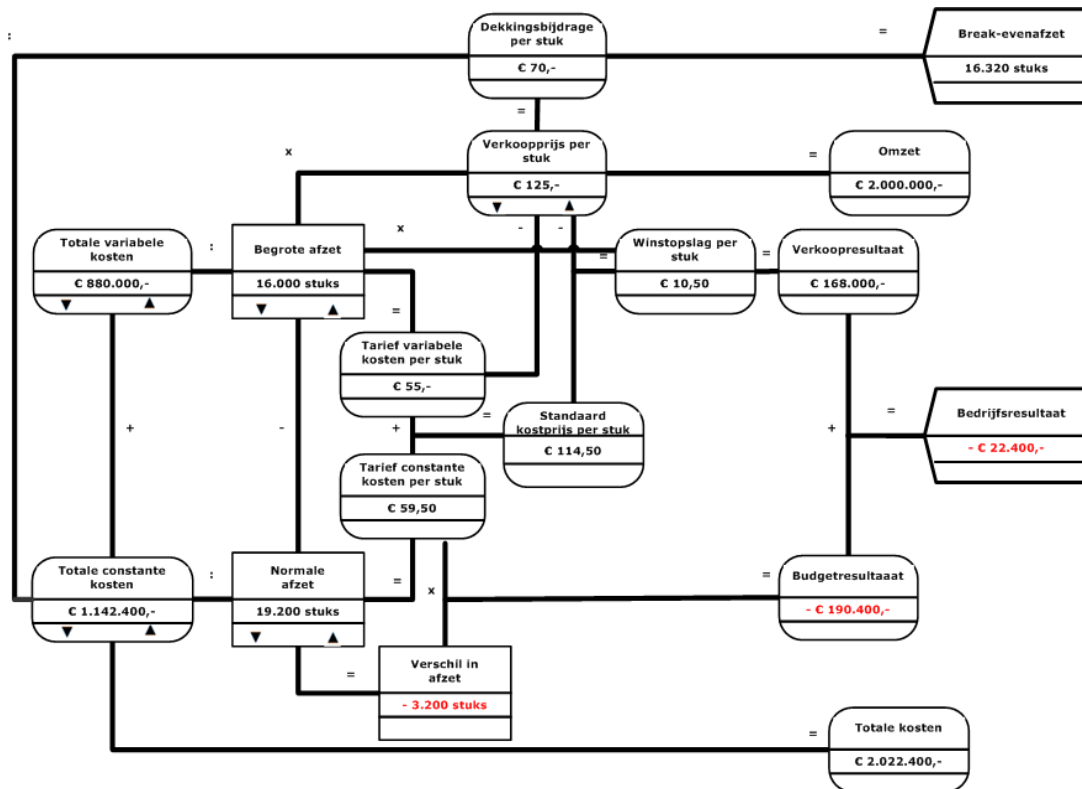 Dekkingsbijdrage
per stuk
€ 70,-
:
=
Break-evenafzet
16.320 stuks
=
Verkoopprijs per
stuk
€ 125,-
▼ ▲
x
=
Omzet
€ 2.000.000,-
Totale variabele
kosten
€ 880.000,-
▼ ▲
:
Begrote afzet
16.000 stuks
▼ ▲
x
- -
=
Winstopslag per
stuk
€ 10,50
=
Verkoopresultaat
€ 168.000,-
=
Tarief variabele
kosten per stuk
€ 55,-
+
-
+
=
Standaard
kostprijs per stuk
€ 114,50
+
=
Bedrijfsresultaat
- € 22.400,-
Tarief constante
kosten per stuk
€ 59,50
Totale constante
kosten
€ 1.142.400,-
▼ ▲
:
Normale
afzet
19.200 stuks
▼ ▲
=
x
=
Budgetresultaaat
- € 190.400,-
=
Verschil in
afzet
- 3.200 stuks
=
Totale kosten
€ 2.022.400,-